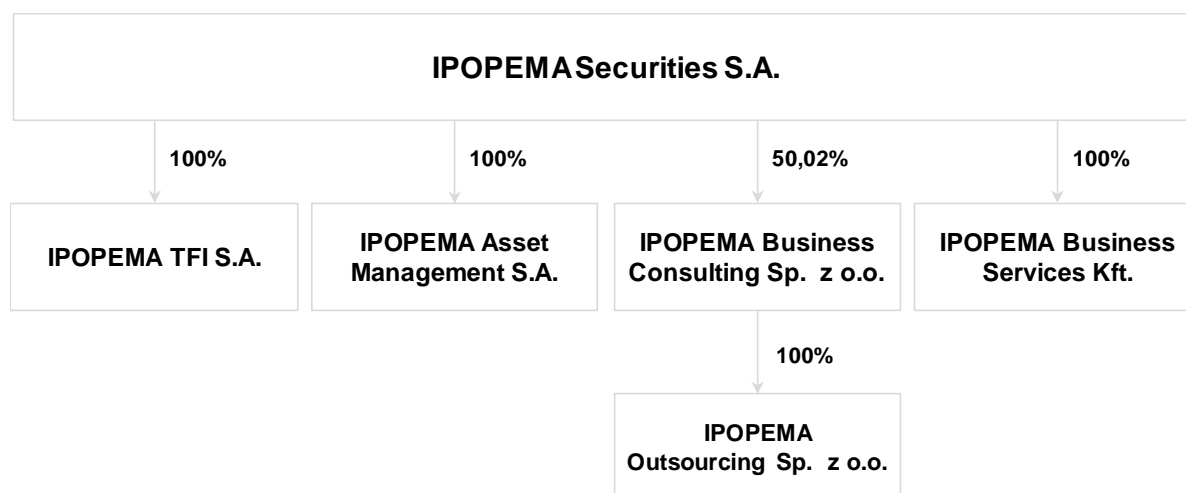 IPOPEMA Securities S.A.
100%
100%
50,02%
100%
IPOPEMA TFI S.A.
IPOPEMA Asset
Management S.A.
IPOPEMA Business
Consulting Sp. z o.o.
IPOPEMA Business
Services Kft.
100%
IPOPEMA
Outsourcing Sp. z o.o.